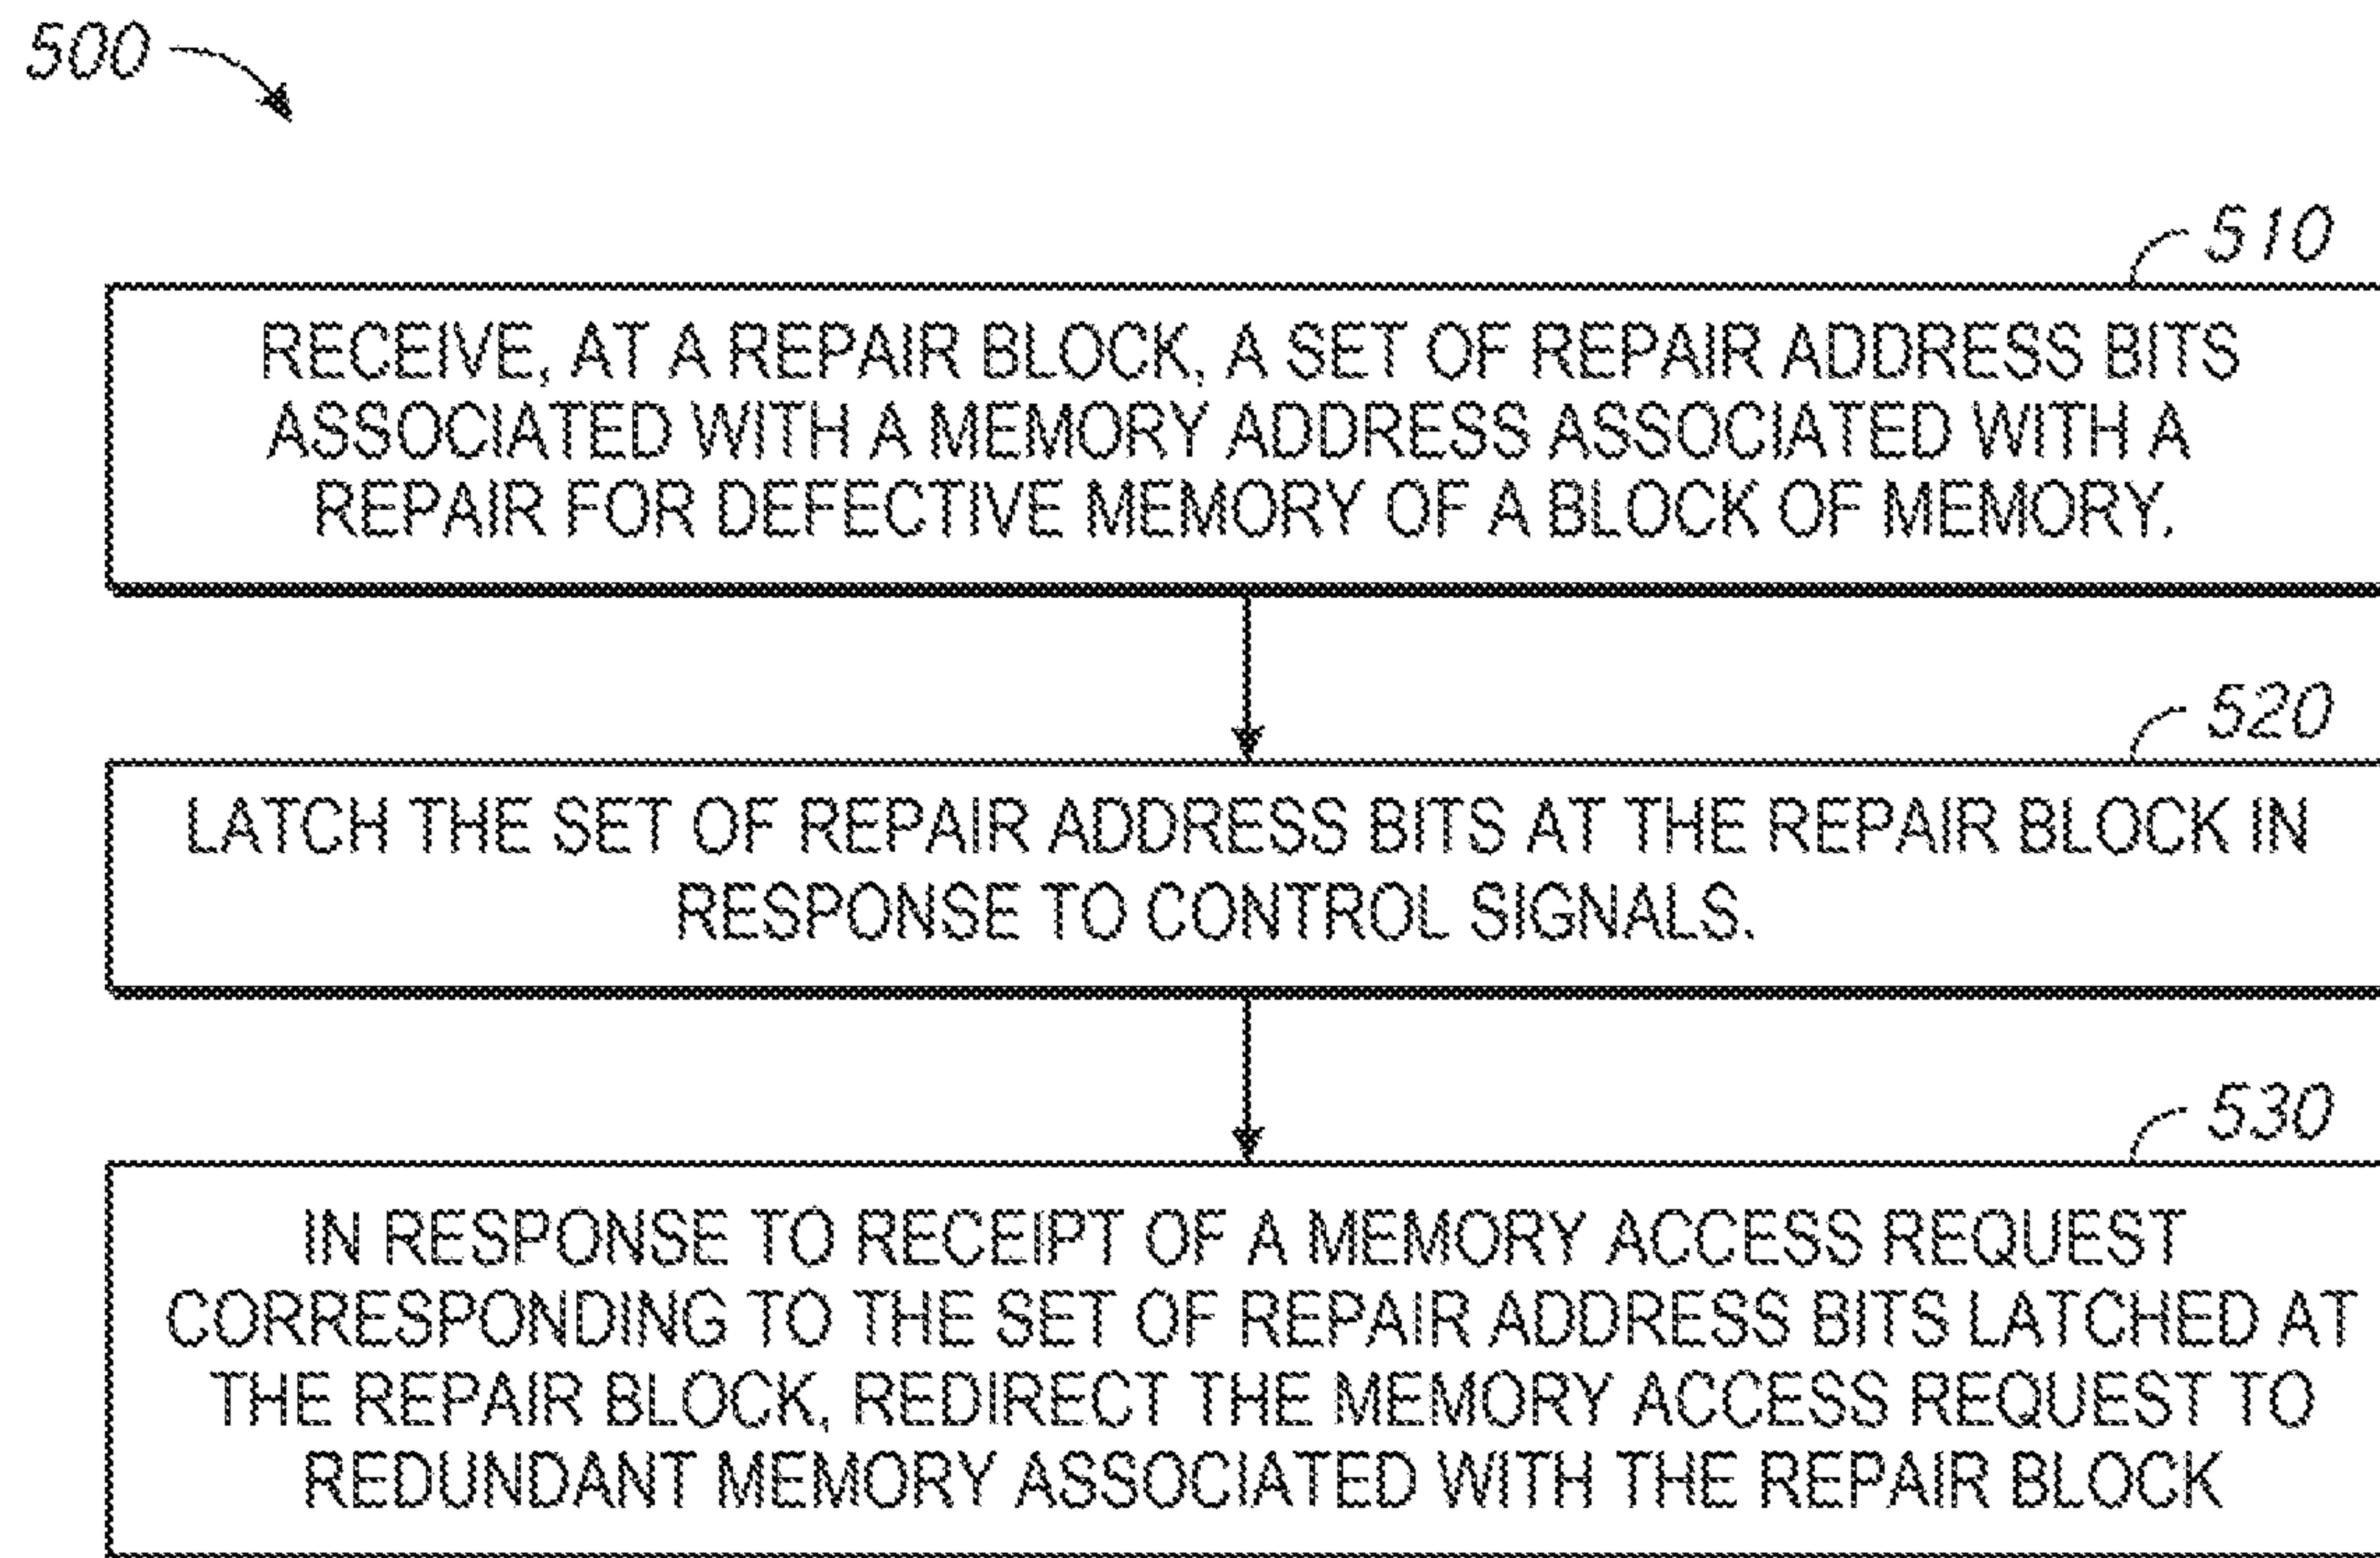 500
510
RECEIVE, AT A REPAIR BLOCK, A SET OF REPAIR ADDRESS BITS
ASSOCIATED WITH A MEMORY ADDRESS ASSOCIATED WITH A
REPAIR FOR DEFECTIVE MEMORY OF A BLOCK OF MEMORY.
520
LATCH THE SET OF REPAIR ADDRESS BITS AT THE REPAIR BLOCK IN
RESPONSE TO CONTROL SIGNALS.
530
IN RESPONSE TO RECEIPT OF A MEMORY ACCESS REQUEST
CORRESPONDING TO THE SET OF REPAIR ADDRESS BITS LATCHED AT
THE REPAIR BLOCK, REDIRECT THE MEMORY ACCESS REQUEST TO
REDUNDANT MEMORY ASSOCIATED WITH THE REPAIR BLOCK